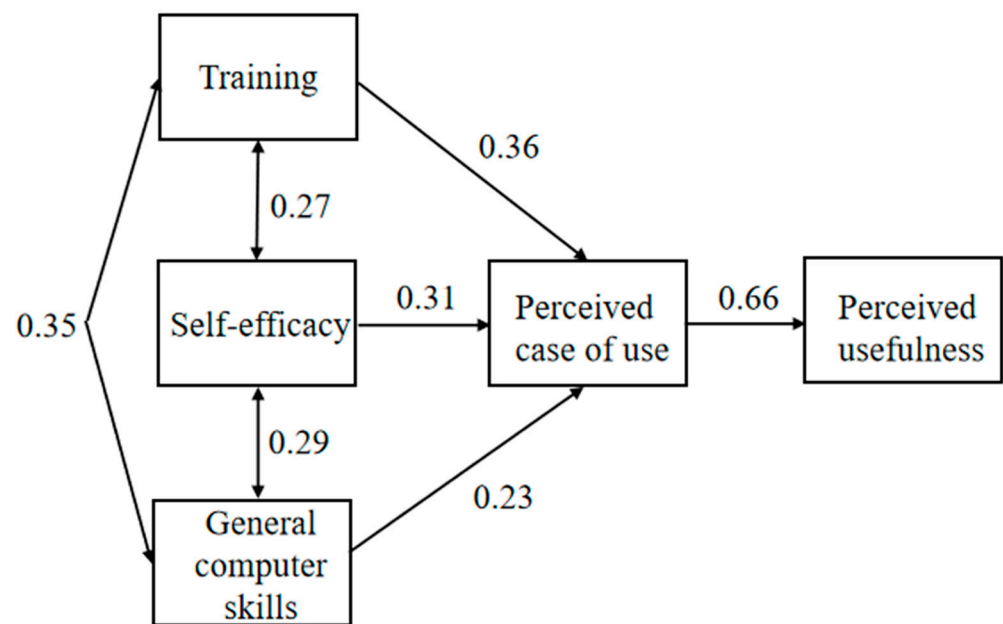 Training
0.36
0.27
0.35
Self-efficacy
0.31
Perceived
case of use
0.66
Perceived
usefulness
0.29
0.23
General
computer
skills